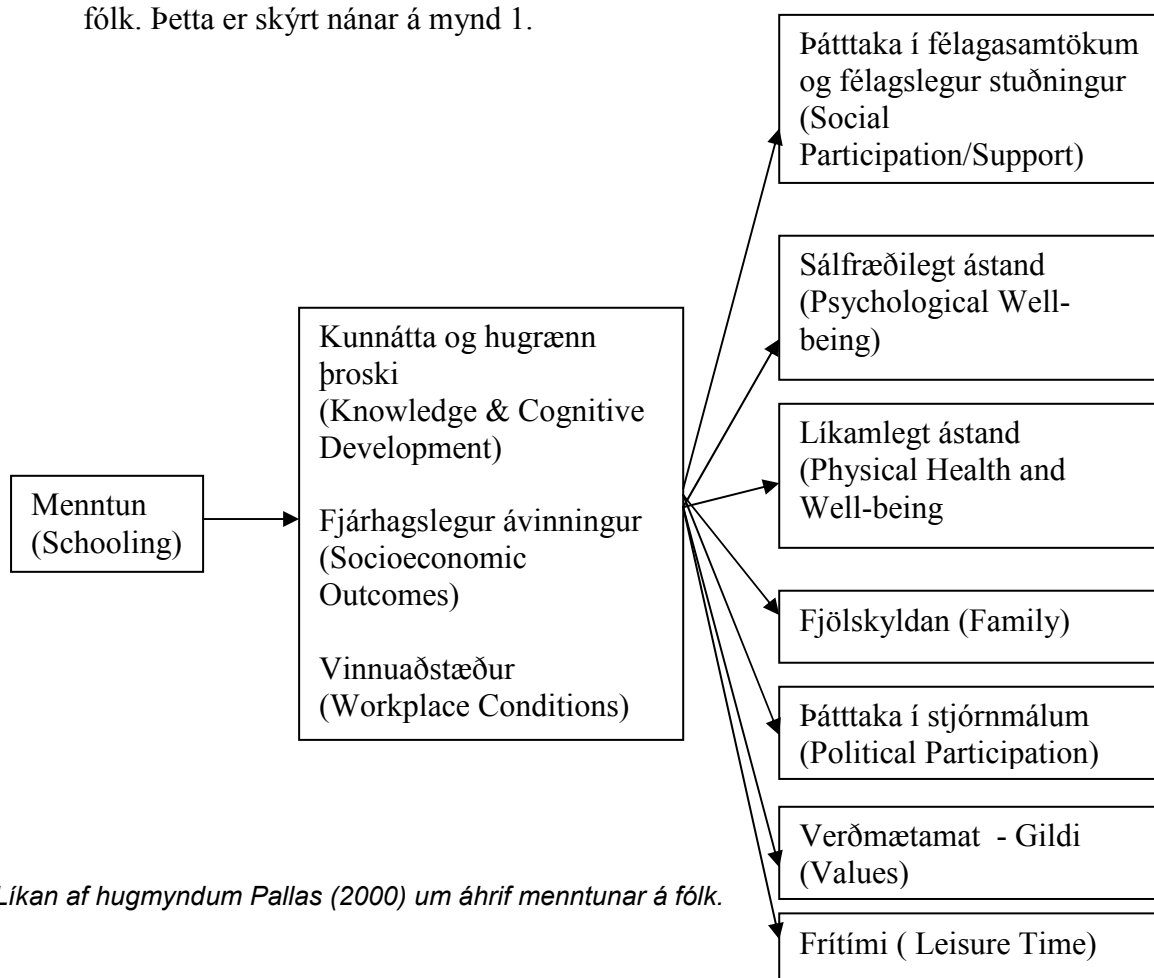 fólk. Þetta er skýrt nánar á mynd 1.
Menntun
(Schooling)
Kunnátta og hugrænn
þroski
(Knowledge & Cognitive
Development)
Fjárhagslegur ávinningur
(Socioeconomic
Outcomes)
Vinnuaðstæður
(Workplace Conditions)
Þátttaka í félagasamtökum
og félagslegur stuðningur
(Social
Participation/Support)
Sálfræðilegt ástand
(Psychological Well-
being)
Líkamlegt ástand
(Physical Health and
Well-being
Fjölskyldan (Family)
Þátttaka í stjórnmálum
(Political Participation)
Verðmætamat  - Gildi
(Values)
Frítími ( Leisure Time)
Líkan af hugmyndum Pallas (2000) um áhrif menntunar á fólk.